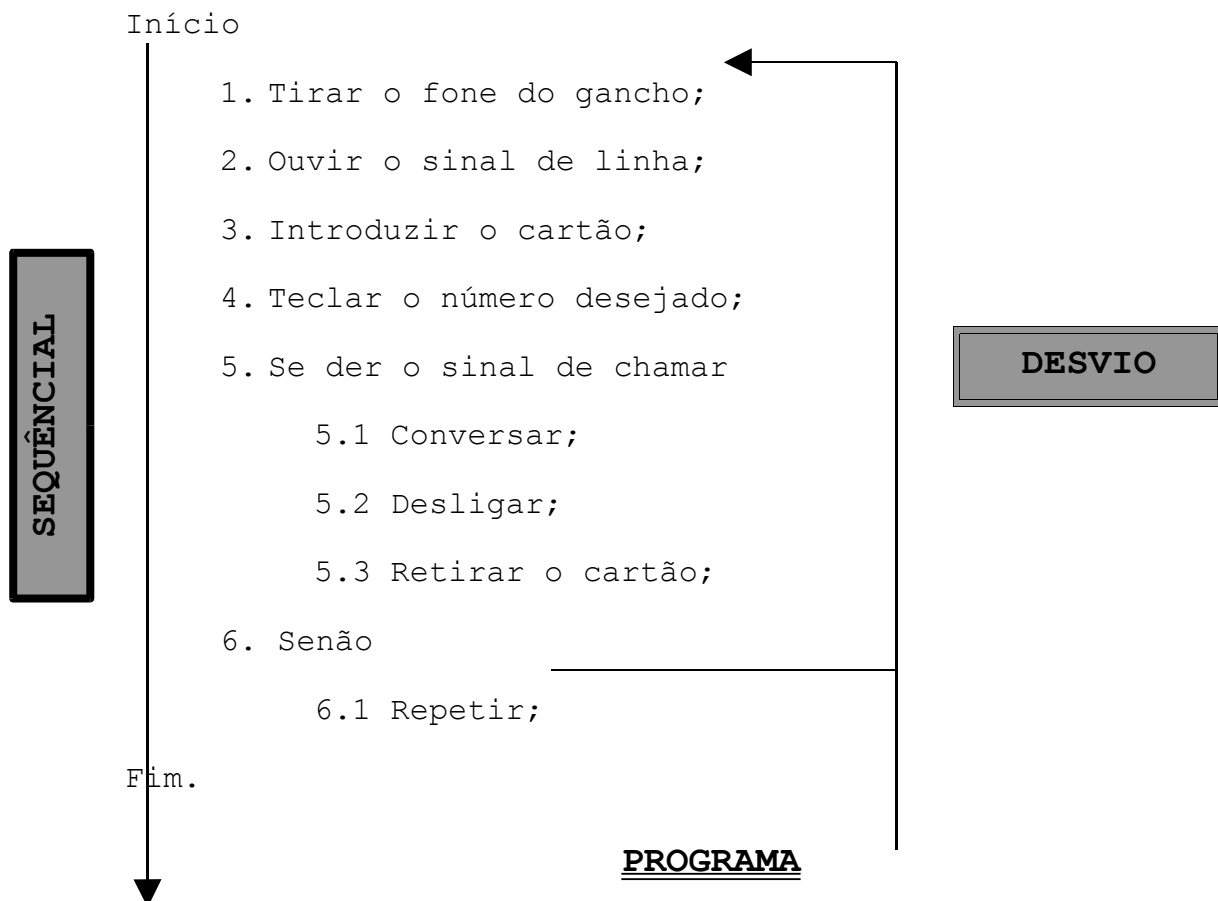 Início
1. Tirar o fone do gancho;
2. Ouvir o sinal de linha;
3. Introduzir o cartão;
4. Teclar o número desejado;
5. Se der o sinal de chamar
5.1 Conversar;
5.2 Desligar;
5.3 Retirar o cartão;
6. Senão
6.1 Repetir;
Fim.
SEQUÊNCIAL
DESVIO
PROGRAMA